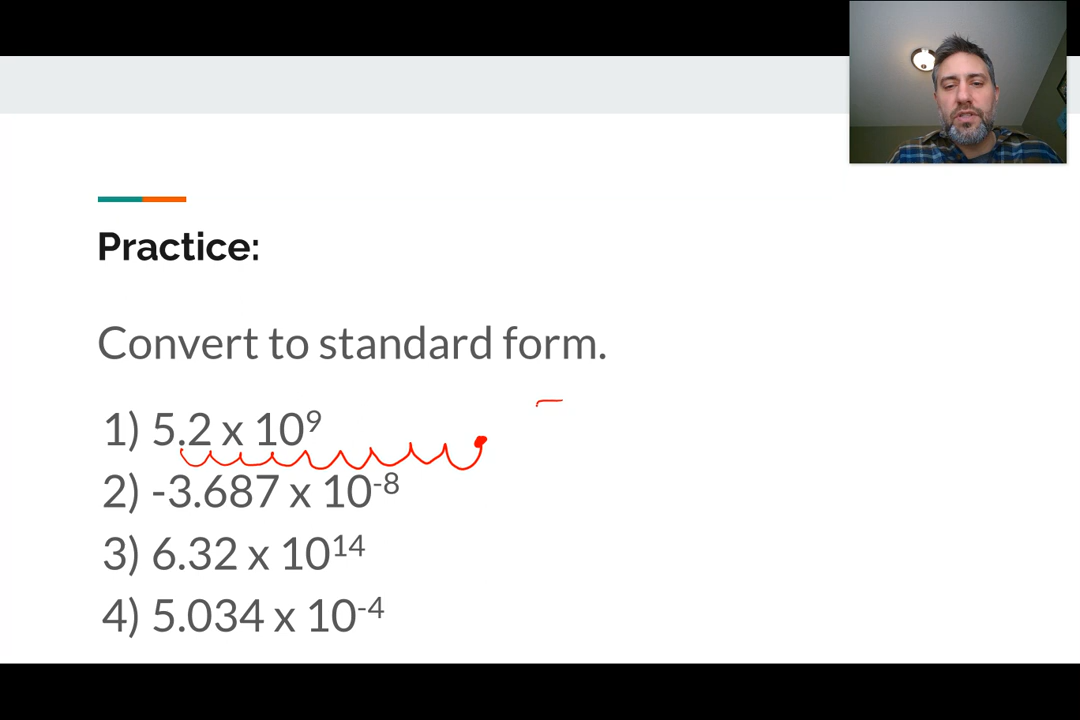 Practice:
Convert to standard form.
1) 5.2 x 10⁹
2) -3.687 x 10⁻⁸
3) 6.32 x 10¹⁴
4) 5.034 x 10⁻⁴